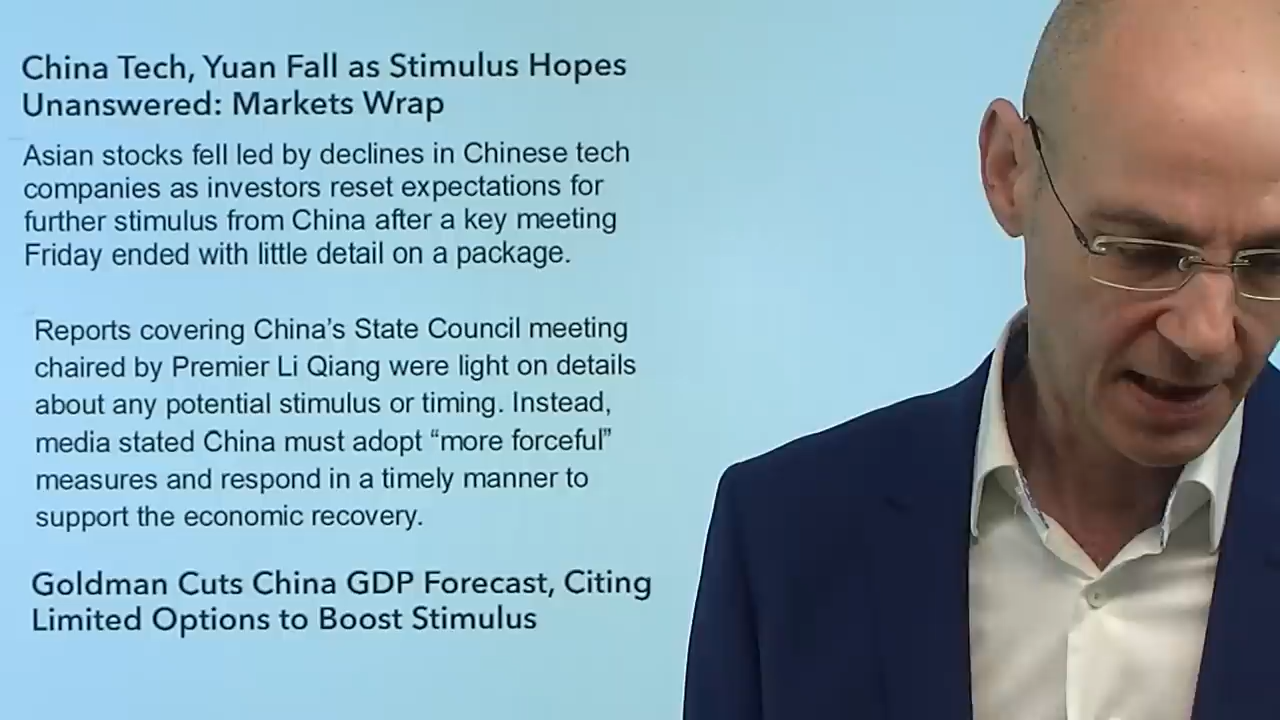 China Tech, Yuan Fall as Stimulus Hopes
Unanswered: Markets Wrap
Asian stocks fell led by declines in Chinese tech
companies as investors reset expectations for
further stimulus from China after a key meeting
Friday ended with little detail on a package.
Reports covering China’s State Council meeting
chaired by Premier Li Qiang were light on details
about any potential stimulus or timing. Instead,
media stated China must adopt “more forceful”
measures and respond in a timely manner to
support the economic recovery.
Goldman Cuts China GDP Forecast, Citing
Limited Options to Boost Stimulus